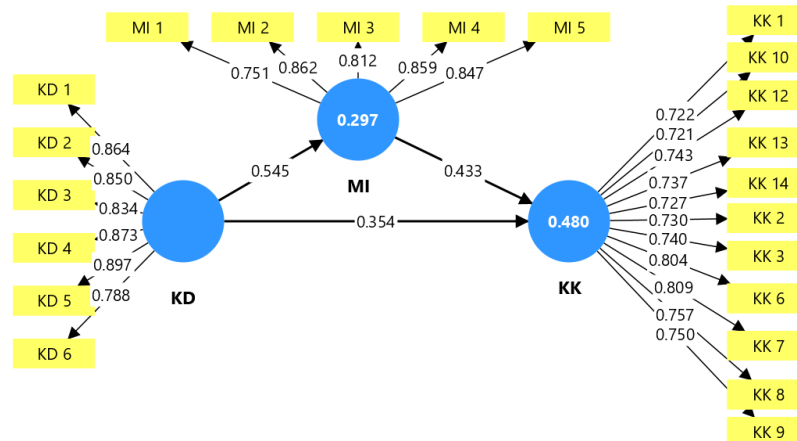 MI 1
MI 2
MI 3
MI 4
MI 5
0.751
0.862
0.812
0.859
0.847
KD 1
KD 2
KD 3
KD 4
KD 5
KD 6
0.864
0.850
0.834
0.873
0.897
0.788
KD
0.297
MI
0.545
0.433
0.354
0.480
KK
0.722
0.721
0.743
0.737
0.727
0.730
0.740
0.804
0.809
0.757
0.750
KK 1
KK 10
KK 12
KK 13
KK 14
KK 2
KK 3
KK 6
KK 7
KK 8
KK 9